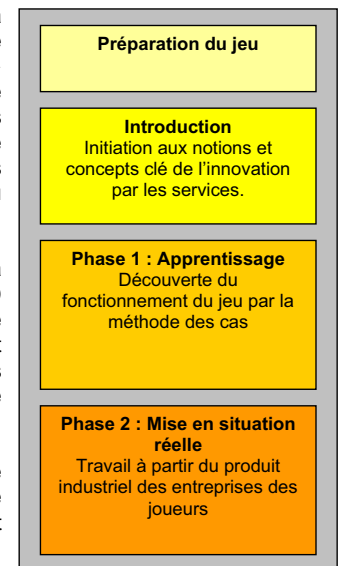 Préparation du jeu
Introduction
Initiation aux notions et
concepts clé de l'innovation
par les services.
Phase 1 : Apprentissage
Découverte du
fonctionnement du jeu par la
méthode des cas
Phase 2 : Mise en situation
réelle
Travail à partir du produit
industriel des entreprises des
joueurs